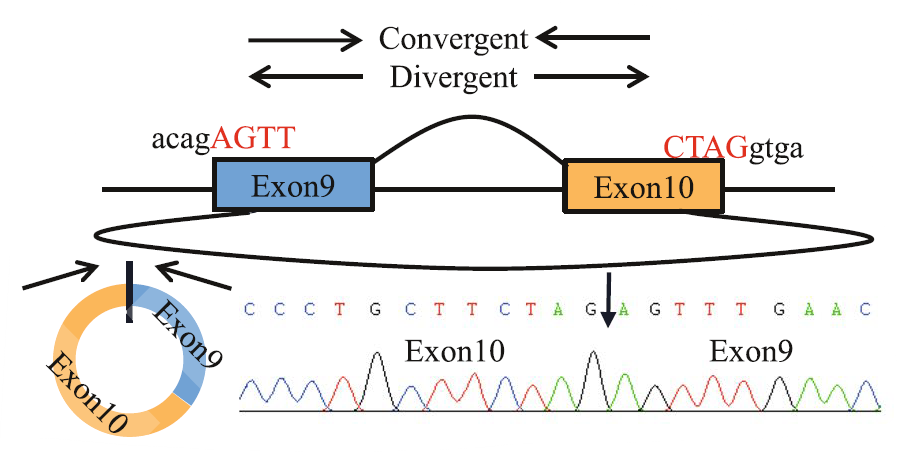 Convergent
Divergent
acagAGTT
CTAGgtga
Exon9
Exon10
C C C T G C T T C T A G A G T T T G A A C
Exon10
Exon9
Exon9
Exon10